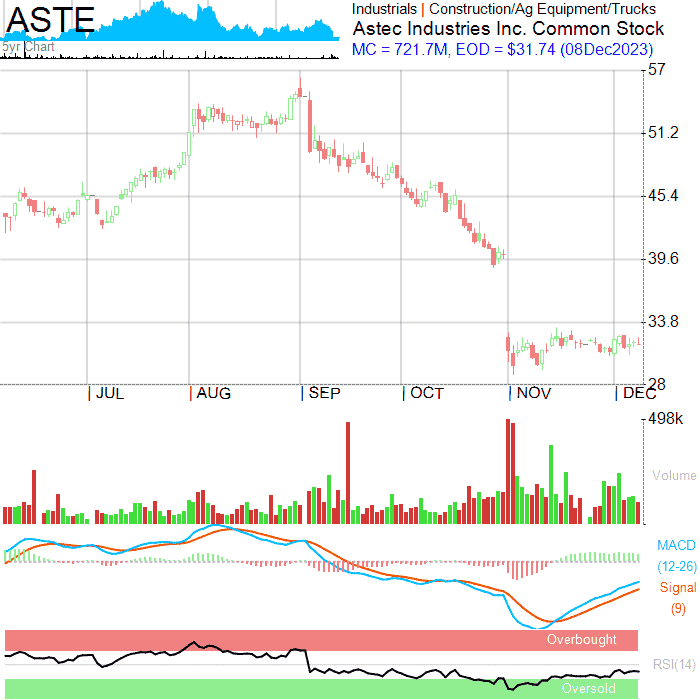 ASTE
5yr Chart
Industrials | Construction/Ag Equipment/Trucks
Astec Industries Inc. Common Stock
MC = 721.7M, EOD = $31.74 (08Dec2023)
57
51.2
45.4
39.6
33.8
28
| JUL | AUG | SEP | OCT | NOV | DEC
498k
Volume
MACD
(12-26)
Signal
(9)
Overbought
RSI(14)
Oversold